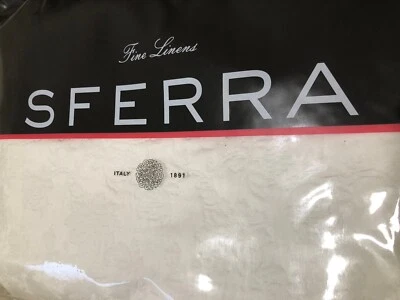 Fine Linens
SFERRA
ITALY 1891